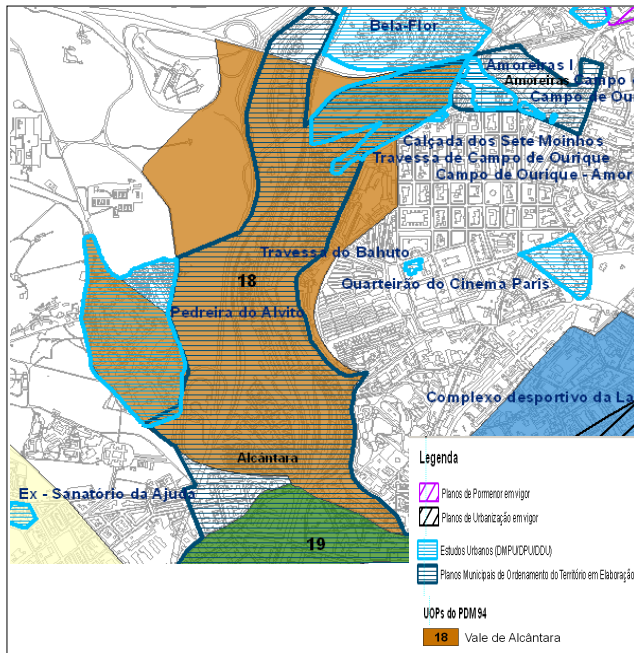 Bela-Flor
Amoreiras I
Amoreiras Campo
Campo de Ou
Calçada dos Sete Moinhos
Travessa de Campo de Ourique
Campo de Ourique - Amor
Travessa do Bahuto
18
Quarteirão do Cinema Paris
Pedreira do Alvito
Complexo desportivo da La
Alcântara
Ex - Sanatório da Ajuda
19
Legenda
Planos de Pormenor em vigor
Planos de Urbanização em vigor
Estudos Urbanos (DMPU/DPU/DDU)
Planos Municipais de Ordenamento do Território em Elaboração
UOPs do PDM 94
18 Vale de Alcântara